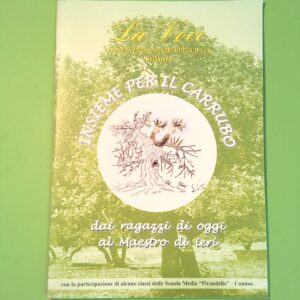 La Voce
INSIEME PER IL CARRUBO
dai ragazzi di oggi
al Maestro di ieri
con la partecipazione di alcune classi della Scuola Media "Pirandello" - Comiso